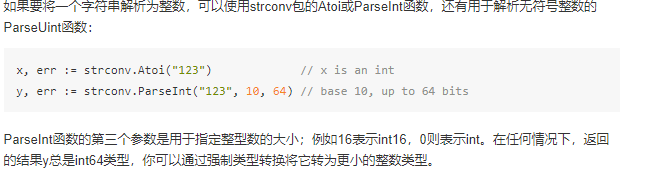 如果要将一个字符串解析为整数，可以使用strconv包的Atoi或ParseInt函数，还有用于解析无符号整数的
ParseUint函数：
x, err := strconv.Atoi("123")             // x is an int
y, err := strconv.ParseInt("123", 10, 64) // base 10, up to 64 bits
ParseInt函数的第三个参数是用于指定整型数的大小；例如16表示int16，0则表示int。在任何情况下，返回
的结果y总是int64类型，你可以通过强制类型转换将它转为更小的整数类型。